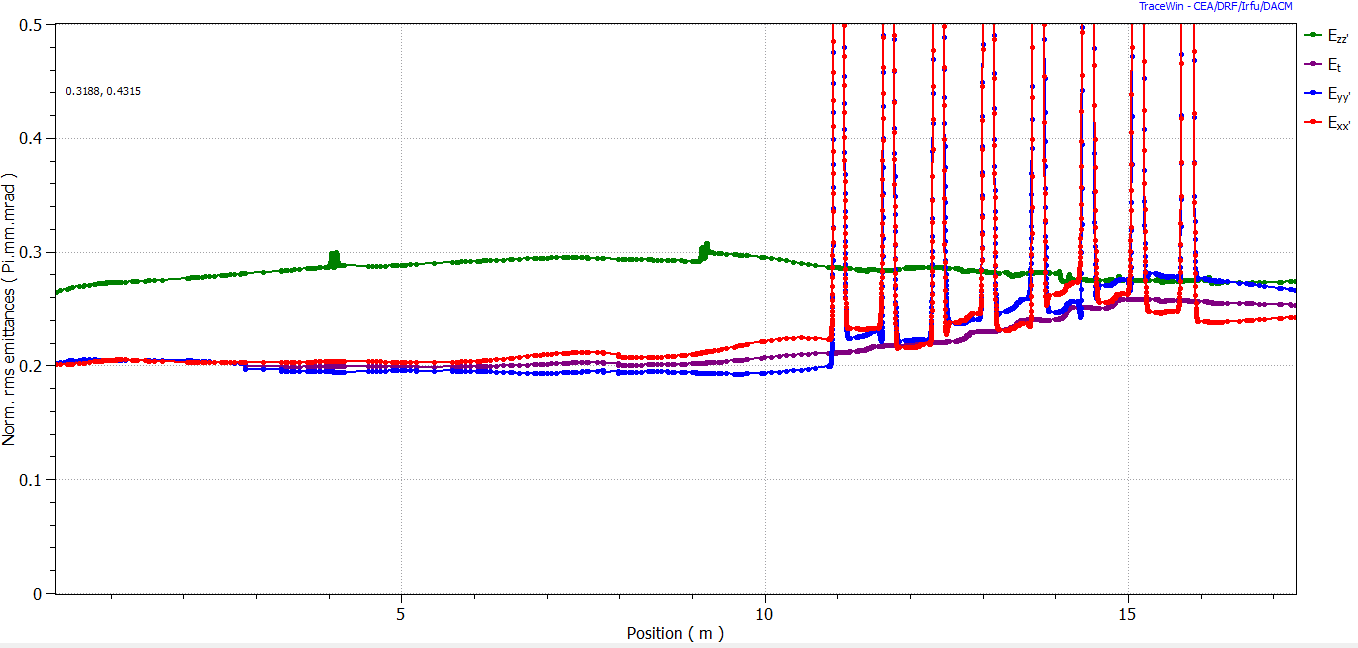 TraceWin - CEA/DRF/Irfu/DACM
0.5
0.4
0.3
0.2
0.1
0
Norm. rms emittances ( Pi.mm.mrad )
0.3188, 0.4315
Ezz'
Et
Eyy'
Exx'
5
10
15
Position ( m )